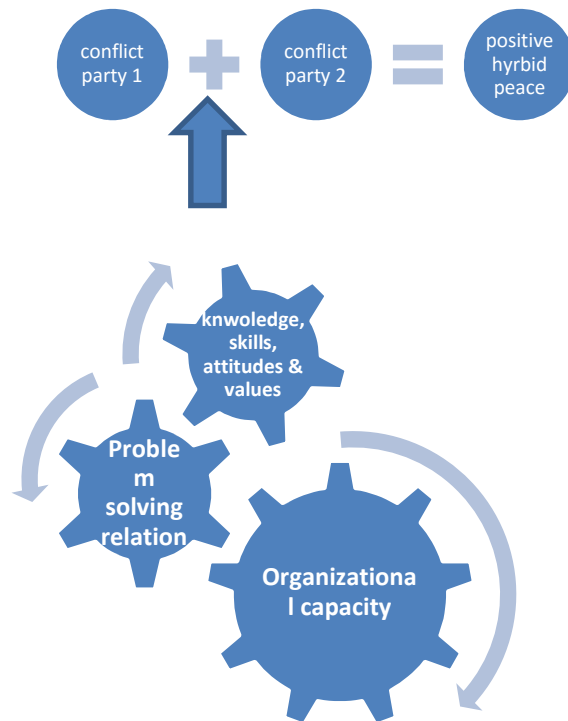 conflict
party 1
conflict
party 2
positive
hyrbid
peace
knwoledge,
skills,
attitudes &
values
Proble
m
solving
relation
Organizationa
l capacity